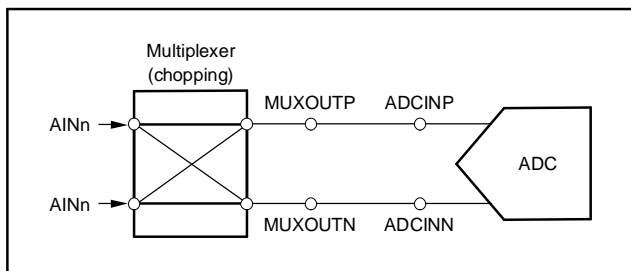 Multiplexer
(chopping)
MUXOUTP
ADCINP
AINn
ADC
AINn
MUXOUTN
ADCINN